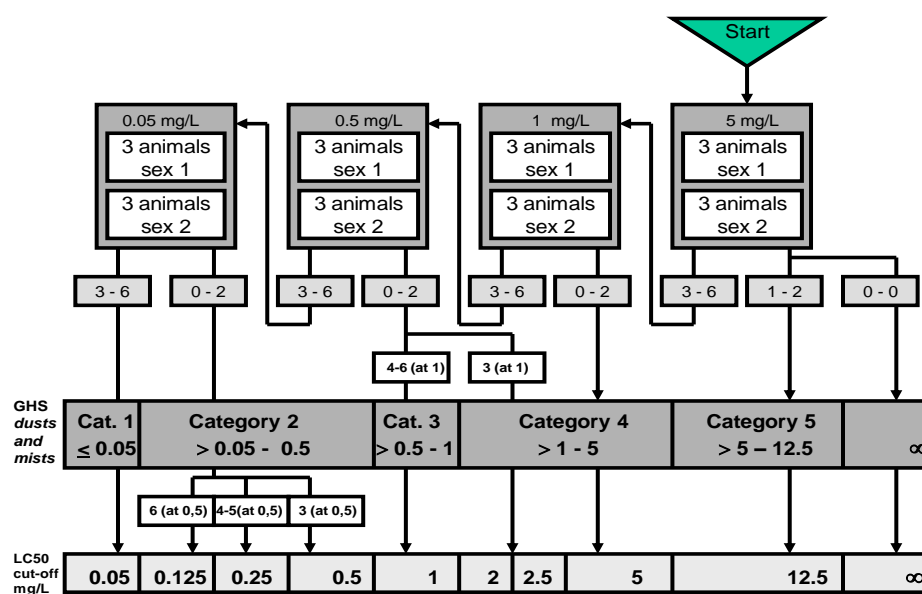 Start
0.05 mg/L
0.5 mg/L
1 mg/L
5 mg/L
3 animals
sex 1
3 animals
sex 1
3 animals
sex 1
3 animals
sex 1
3 animals
sex 2
3 animals
sex 2
3 animals
sex 2
3 animals
sex 2
3 - 6
0 - 2
3 - 6
0 - 2
3 - 6
0 - 2
3 - 6
1 - 2
0 - 0
4-6 (at 1)
3 (at 1)
GHS
dusts
and
mists
Cat. 1
≤ 0.05
Category 2
> 0.05 - 0.5
Cat. 3
> 0.5 - 1
Category 4
> 1 - 5
Category 5
> 5 – 12.5
∞
6 (at 0,5)
4-5(at 0,5)
3 (at 0,5)
LC50
cut-off
mg/L
0.05
0.125
0.25
0.5
1
2
2.5
5
12.5
∞